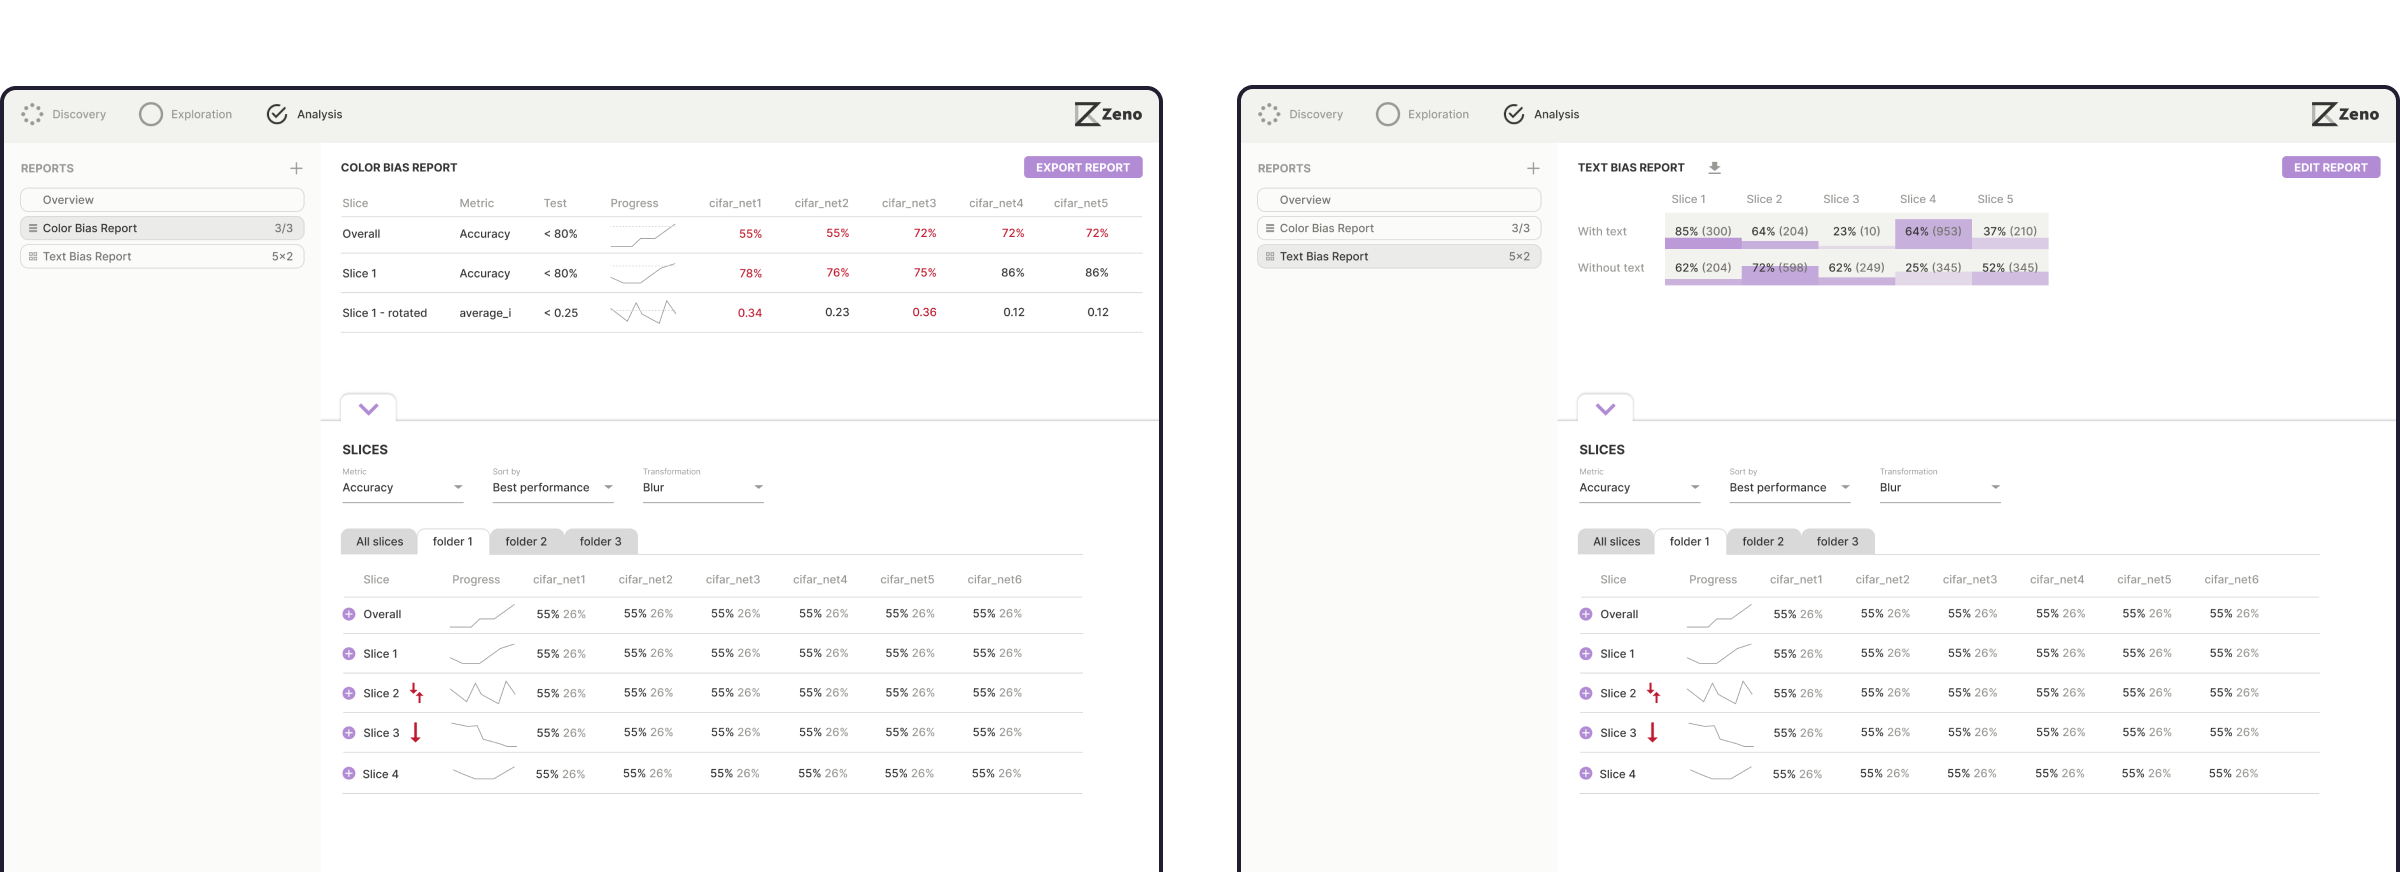 Discovery Exploration Analysis Zeno
REPORTS
Overview
Color Bias Report 3/3
Text Bias Report 5×2
COLOR BIAS REPORT EXPORT REPORT
Slice Metric Test Progress cifar_net1 cifar_net2 cifar_net3 cifar_net4 cifar_net5
Overall Accuracy < 80% 55% 55% 72% 72% 72%
Slice 1 Accuracy < 80% 78% 76% 75% 86% 86%
Slice 1 - rotated average_i < 0.25 0.34 0.23 0.36 0.12 0.12
SLICES
Metric Sort by Transformation
Accuracy Best performance Blur
All slices folder 1 folder 2 folder 3
Slice Progress cifar_net1 cifar_net2 cifar_net3 cifar_net4 cifar_net5 cifar_net6
Overall 55% 26% 55% 26% 55% 26% 55% 26% 55% 26% 55% 26%
Slice 1 55% 26% 55% 26% 55% 26% 55% 26% 55% 26% 55% 26%
Slice 2 55% 26% 55% 26% 55% 26% 55% 26% 55% 26% 55% 26%
Slice 3 55% 26% 55% 26% 55% 26% 55% 26% 55% 26% 55% 26%
Slice 4 55% 26% 55% 26% 55% 26% 55% 26% 55% 26% 55% 26%
Discovery Exploration Analysis Zeno
REPORTS
Overview
Color Bias Report 3/3
Text Bias Report 5×2
TEXT BIAS REPORT EDIT REPORT
Slice 1 Slice 2 Slice 3 Slice 4 Slice 5
With text 85% (300) 64% (204) 23% (10) 64% (953) 37% (210)
Without text 62% (204) 72% (598) 62% (249) 25% (345) 52% (345)
SLICES
Metric Sort by Transformation
Accuracy Best performance Blur
All slices folder 1 folder 2 folder 3
Slice Progress cifar_net1 cifar_net2 cifar_net3 cifar_net4 cifar_net5 cifar_net6
Overall 55% 26% 55% 26% 55% 26% 55% 26% 55% 26% 55% 26%
Slice 1 55% 26% 55% 26% 55% 26% 55% 26% 55% 26% 55% 26%
Slice 2 55% 26% 55% 26% 55% 26% 55% 26% 55% 26% 55% 26%
Slice 3 55% 26% 55% 26% 55% 26% 55% 26% 55% 26% 55% 26%
Slice 4 55% 26% 55% 26% 55% 26% 55% 26% 55% 26% 55% 26%